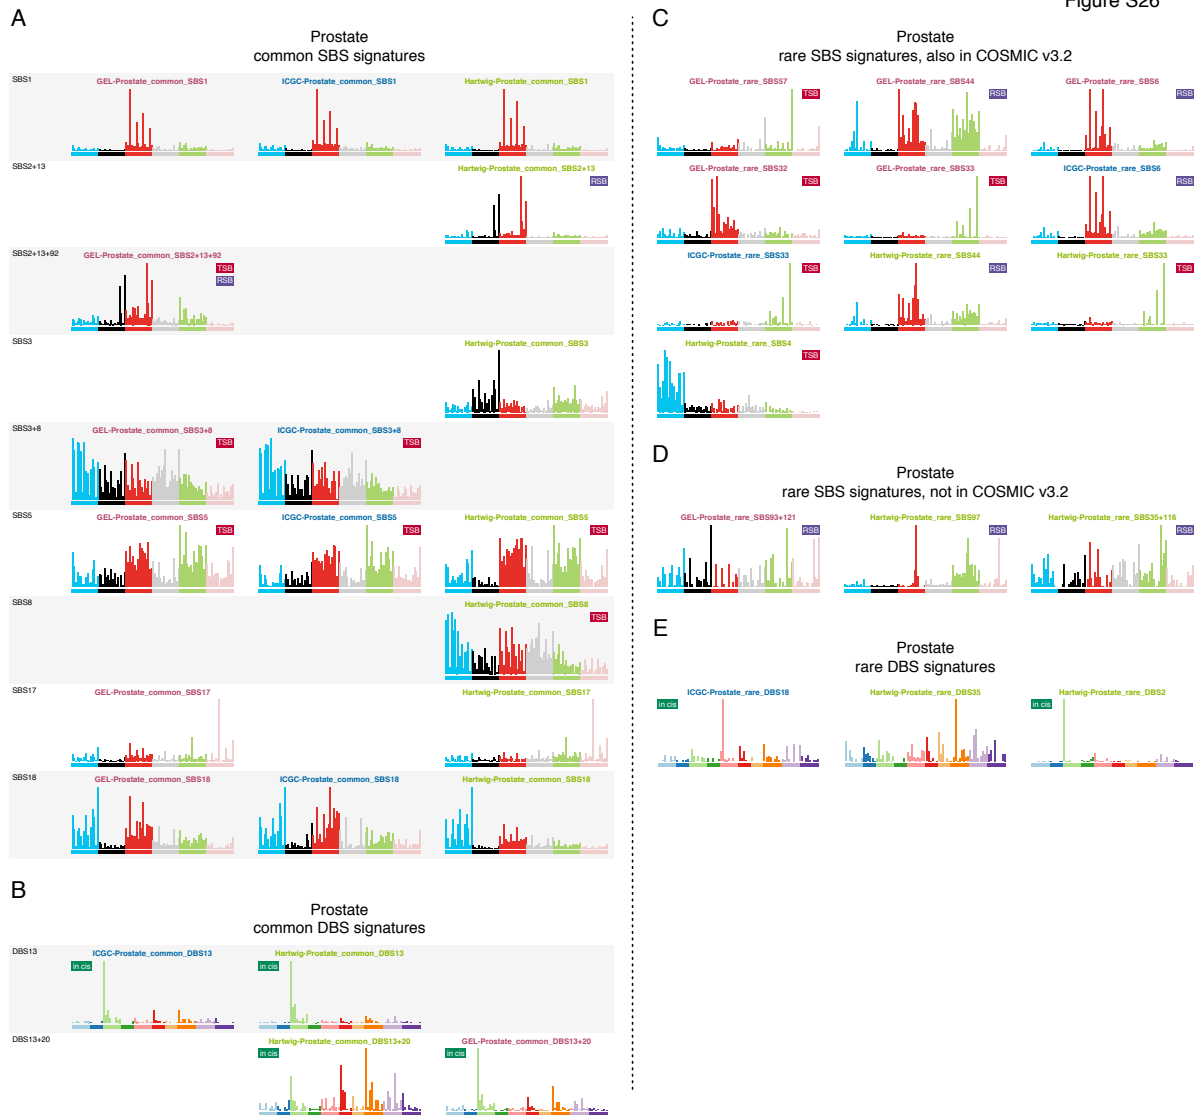 Figure S26
A
Prostate
common SBS signatures
SBS1
GEL-Prostate_common_SBS1
ICGC-Prostate_common_SBS1
Hartwig-Prostate_common_SBS1
SBS2+13
Hartwig-Prostate_common_SBS2+13
RSB
SBS2+13+92
GEL-Prostate_common_SBS2+13+92
TSB
RSB
SBS3
Hartwig-Prostate_common_SBS3
SBS3+8
GEL-Prostate_common_SBS3+8
TSB
ICGC-Prostate_common_SBS3+8
TSB
SBS5
GEL-Prostate_common_SBS5
TSB
ICGC-Prostate_common_SBS5
TSB
Hartwig-Prostate_common_SBS5
TSB
SBS8
Hartwig-Prostate_common_SBS8
TSB
SBS17
GEL-Prostate_common_SBS17
Hartwig-Prostate_common_SBS17
SBS18
GEL-Prostate_common_SBS18
ICGC-Prostate_common_SBS18
Hartwig-Prostate_common_SBS18
B
Prostate
common DBS signatures
DBS13
ICGC-Prostate_common_DBS13
in cis
Hartwig-Prostate_common_DBS13
in cis
DBS13+20
Hartwig-Prostate_common_DBS13+20
in cis
GEL-Prostate_common_DBS13+20
in cis
C
Prostate
rare SBS signatures, also in COSMIC v3.2
GEL-Prostate_rare_SBS57
TSB
GEL-Prostate_rare_SBS44
RSB
GEL-Prostate_rare_SBS6
RSB
GEL-Prostate_rare_SBS32
TSB
GEL-Prostate_rare_SBS33
TSB
ICGC-Prostate_rare_SBS6
RSB
ICGC-Prostate_rare_SBS33
TSB
Hartwig-Prostate_rare_SBS44
RSB
Hartwig-Prostate_rare_SBS33
TSB
Hartwig-Prostate_rare_SBS4
TSB
D
Prostate
rare SBS signatures, not in COSMIC v3.2
GEL-Prostate_rare_SBS93+121
RSB
Hartwig-Prostate_rare_SBS97
RSB
Hartwig-Prostate_rare_SBS35+116
RSB
E
Prostate
rare DBS signatures
ICGC-Prostate_rare_DBS18
in cis
Hartwig-Prostate_rare_DBS35
Hartwig-Prostate_rare_DBS2
in cis